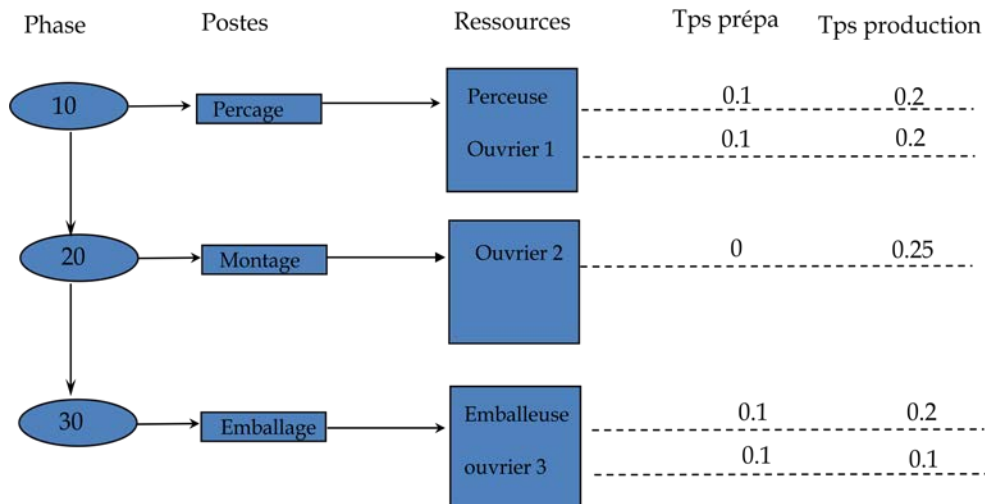 Phase Postes Ressources Tps prépa Tps production
10 Percage Perceuse 0.1 0.2
Ouvrier 1 0.1 0.2
20 Montage Ouvrier 2 0 0.25
30 Emballage Emballeuse 0.1 0.2
ouvrier 3 0.1 0.1